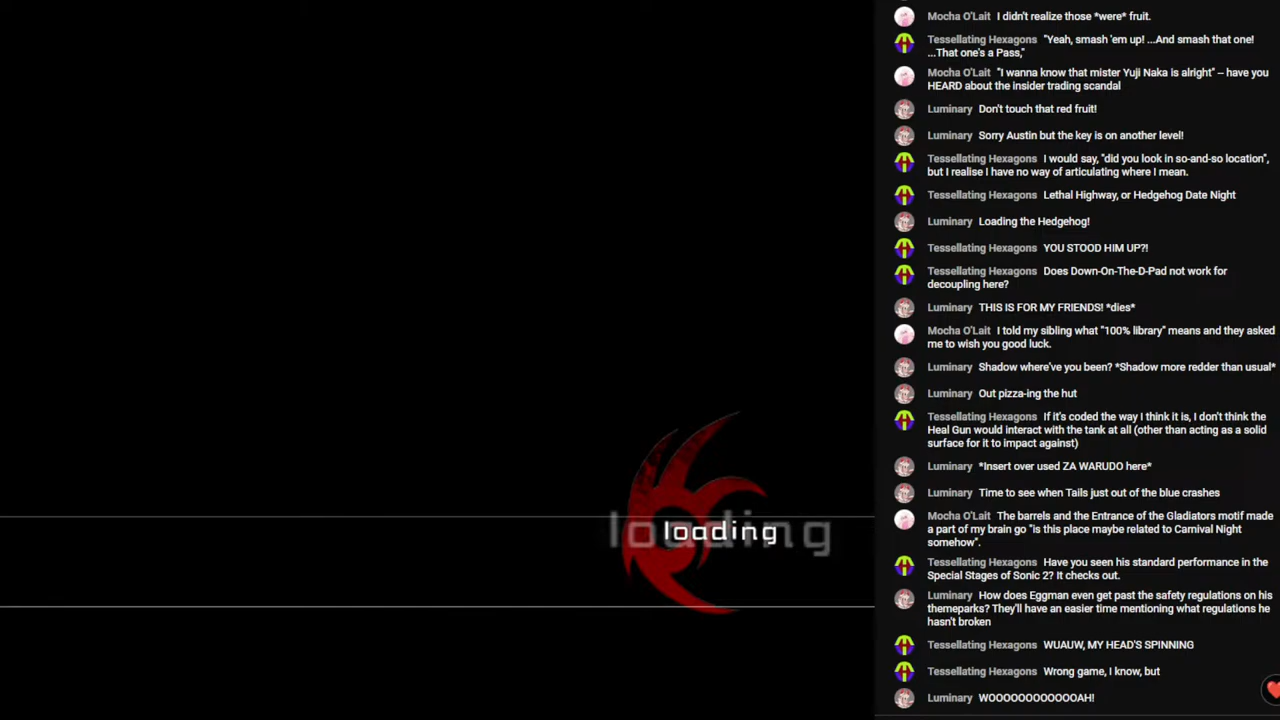 loading
loading
Mocha O'Lait I didn't realize those *were* fruit.
Tessellating Hexagons "Yeah, smash 'em up! ...And smash that one!
...That one's a Pass,"
Mocha O'Lait "I wanna know that mister Yuji Naka is alright" -- have you
HEARD about the insider trading scandal
Luminary Don't touch that red fruit!
Luminary Sorry Austin but the key is on another level!
Tessellating Hexagons I would say, "did you look in so-and-so location",
but I realise I have no way of articulating where I mean.
Tessellating Hexagons Lethal Highway, or Hedgehog Date Night
Luminary Loading the Hedgehog!
Tessellating Hexagons YOU STOOD HIM UP?!
Tessellating Hexagons Does Down-On-The-D-Pad not work for
decoupling here?
Luminary THIS IS FOR MY FRIENDS! *dies*
Mocha O'Lait I told my sibling what "100% library" means and they asked
me to wish you good luck.
Luminary Shadow where've you been? *Shadow more redder than usual*
Luminary Out pizza-ing the hut
Tessellating Hexagons If it's coded the way I think it is, I don't think the
Heal Gun would interact with the tank at all (other than acting as a solid
surface for it to impact against)
Luminary *Insert over used ZA WARUDO here*
Luminary Time to see when Tails just out of the blue crashes
Mocha O'Lait The barrels and the Entrance of the Gladiators motif made
a part of my brain go "is this place maybe related to Carnival Night
somehow".
Tessellating Hexagons Have you seen his standard performance in the
Special Stages of Sonic 2? It checks out.
Luminary How does Eggman even get past the safety regulations on his
themeparks? They'll have an easier time mentioning what regulations he
hasn't broken
Tessellating Hexagons WUAUW, MY HEAD'S SPINNING
Tessellating Hexagons Wrong game, I know, but
Luminary WOOOOOOOOOOOOAH!